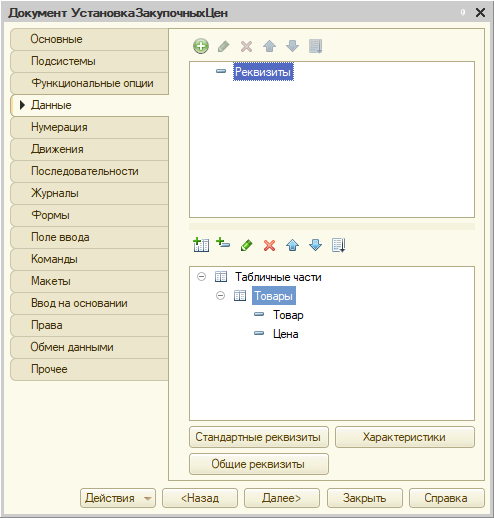 Документ УстановкаЗакупочныхЦен
Основные
Подсистемы
Функциональные опции
Данные
Нумерация
Движения
Последовательности
Журналы
Формы
Поле ввода
Команды
Макеты
Ввод на основании
Права
Обмен данными
Прочее
Реквизиты
Табличные части
Товары
Товар
Цена
Стандартные реквизиты
Характеристики
Общие реквизиты
Действия
<Назад
Далее>
Закрыть
Справка